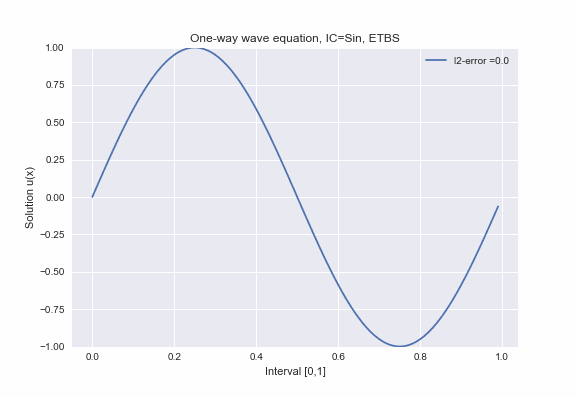 One-way wave equation, IC=Sin, ETBS
l2-error =0.0
1.00
0.75
0.50
0.25
0.00
−0.25
−0.50
−0.75
−1.00
Solution u(x)
0.0 0.2 0.4 0.6 0.8 1.0
Interval [0,1]